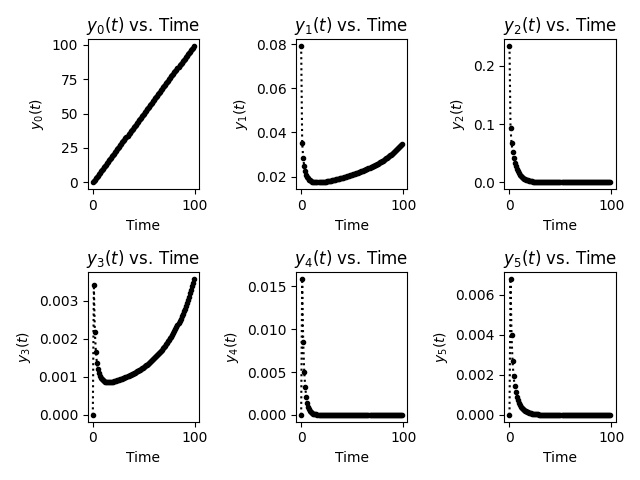 y₀(t) vs. Time
y₁(t) vs. Time
y₂(t) vs. Time
100
75
50
25
0
y₀(t)
0
100
Time
0.08
0.06
0.04
0.02
y₁(t)
0
100
Time
0.2
0.1
0.0
y₂(t)
0
100
Time
y₃(t) vs. Time
y₄(t) vs. Time
y₅(t) vs. Time
0.003
0.002
0.001
0.000
y₃(t)
0
100
Time
0.015
0.010
0.005
0.000
y₄(t)
0
100
Time
0.006
0.004
0.002
0.000
y₅(t)
0
100
Time